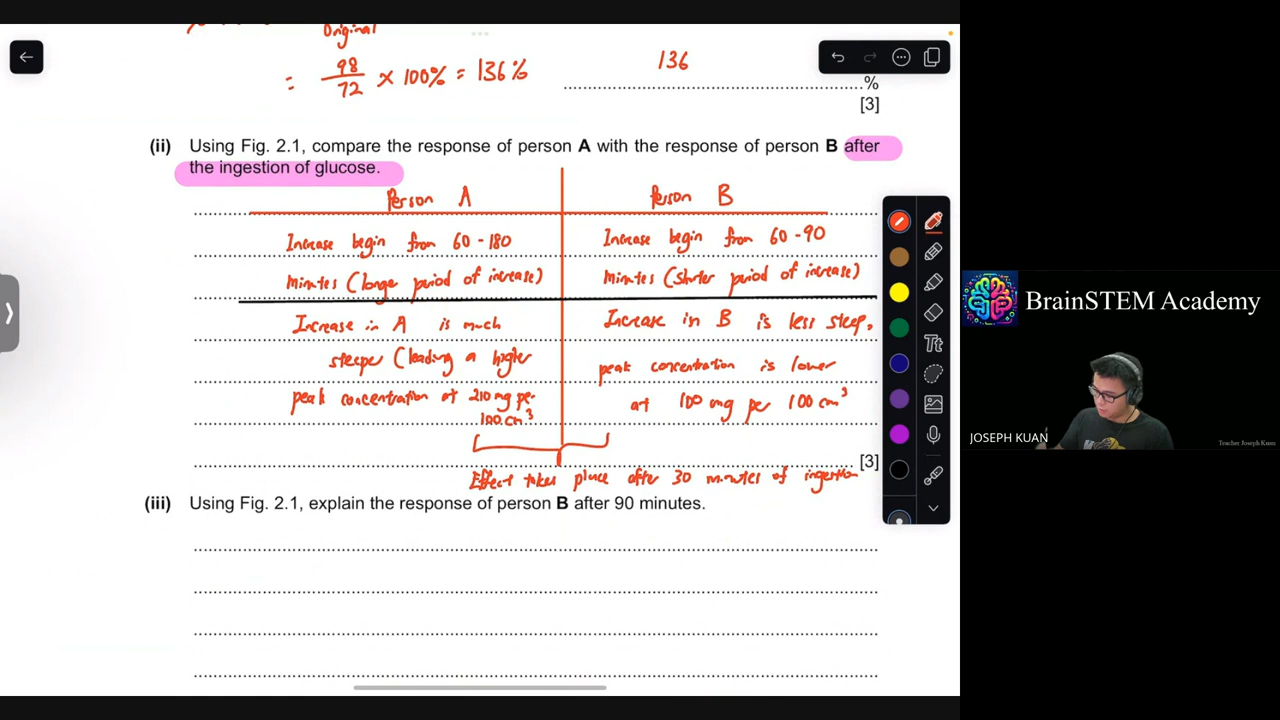 Original
= 98/72 × 100% = 136%
136
%
[3]
(ii) Using Fig. 2.1, compare the response of person A with the response of person B after
the ingestion of glucose.
Person A
Person B
Increase begin from 60 - 180
minutes (longer period of increase)
Increase begin from 60 - 90
minutes (shorter period of increase)
Increase in A is much
steeper (leading a higher
peak concentration at 210 mg per
100 cm³
Increase in B is less steep,
peak concentration is lower
at 100 mg per 100 cm³
Effect takes place after 30 minutes of ingestion
[3]
(iii) Using Fig. 2.1, explain the response of person B after 90 minutes.
Tt
BrainSTEM Academy
JOSEPH KUAN
Teacher Joseph Kuan